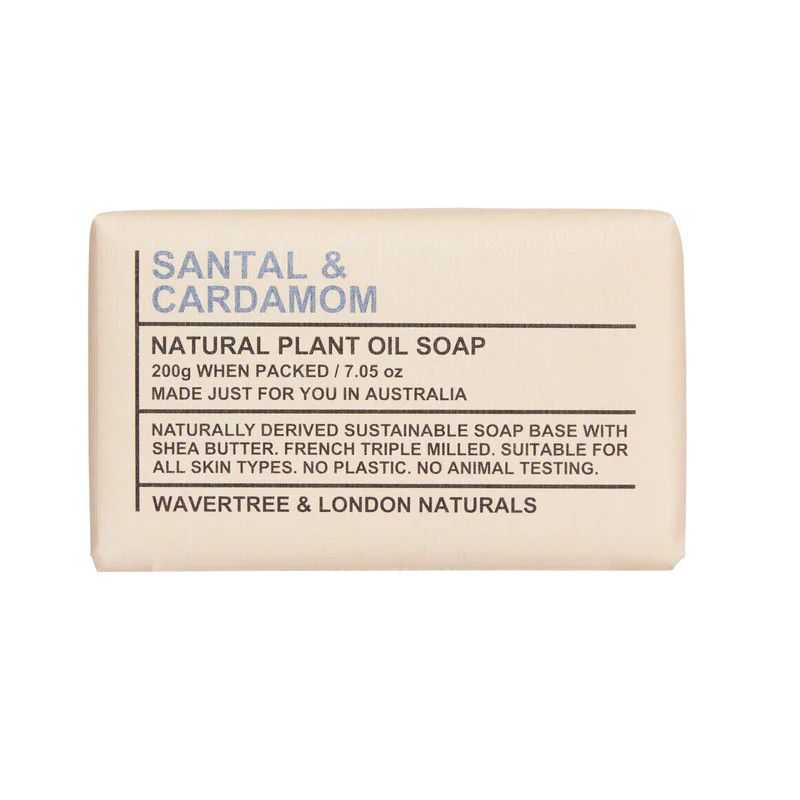 SANTAL &
CARDAMOM
NATURAL PLANT OIL SOAP
200g WHEN PACKED / 7.05 oz
MADE JUST FOR YOU IN AUSTRALIA
NATURALLY DERIVED SUSTAINABLE SOAP BASE WITH
SHEA BUTTER. FRENCH TRIPLE MILLED. SUITABLE FOR
ALL SKIN TYPES. NO PLASTIC. NO ANIMAL TESTING.
WAVERTREE & LONDON NATURALS